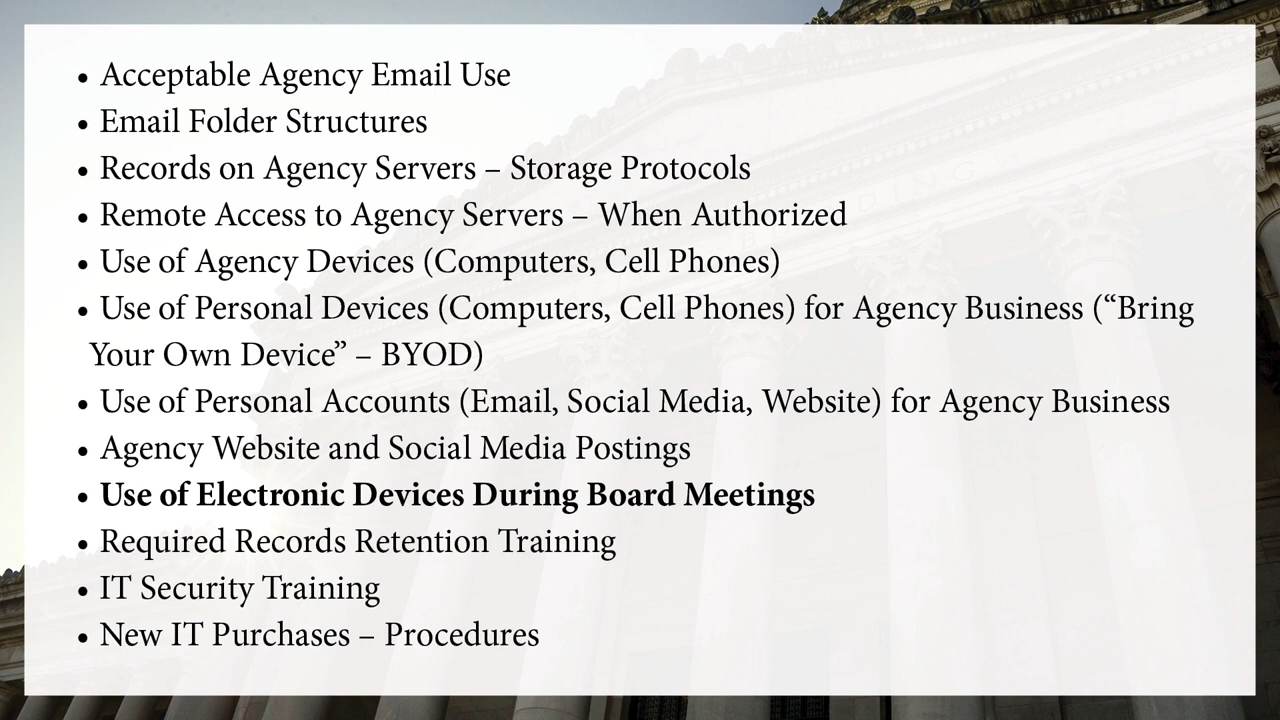 • Acceptable Agency Email Use
• Email Folder Structures
• Records on Agency Servers – Storage Protocols
• Remote Access to Agency Servers – When Authorized
• Use of Agency Devices (Computers, Cell Phones)
• Use of Personal Devices (Computers, Cell Phones) for Agency Business (“Bring
Your Own Device” – BYOD)
• Use of Personal Accounts (Email, Social Media, Website) for Agency Business
• Agency Website and Social Media Postings
• Use of Electronic Devices During Board Meetings
• Required Records Retention Training
• IT Security Training
• New IT Purchases – Procedures